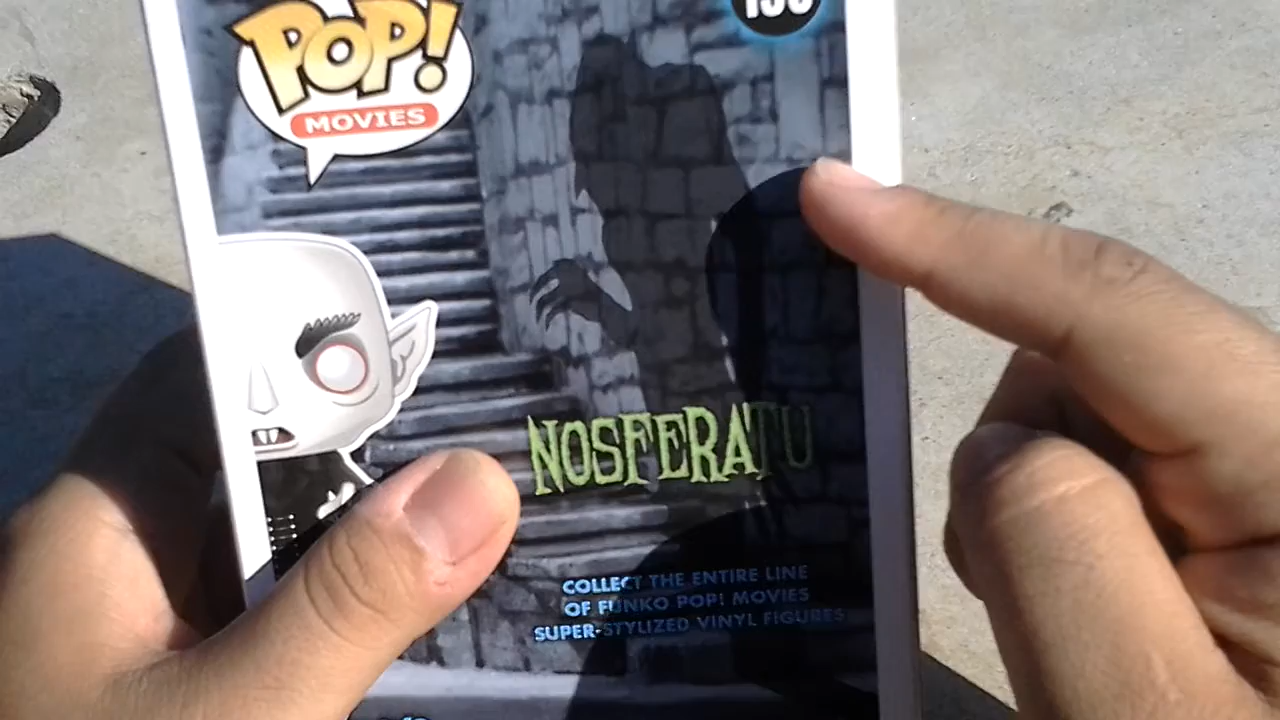 POP!
MOVIES
NOSFERATU
COLLECT THE ENTIRE LINE
OF FUNKO POP! MOVIES
SUPER-STYLIZED VINYL FIGURES